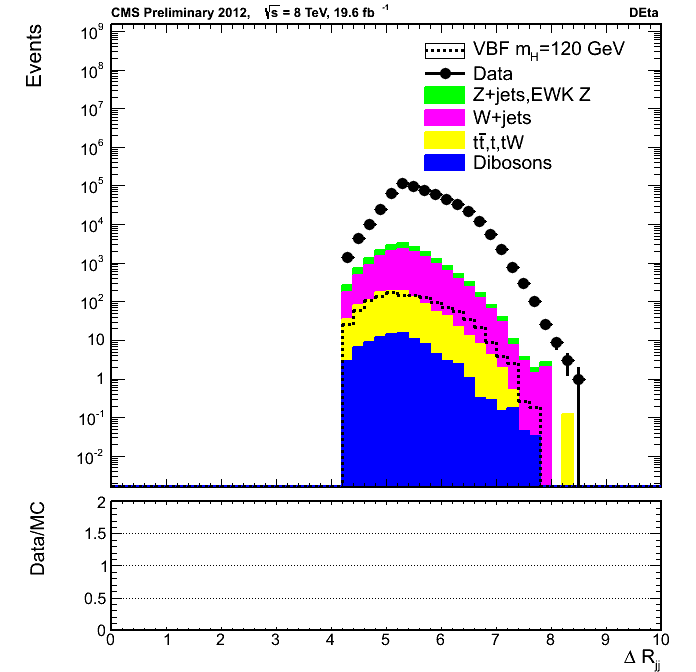 CMS Preliminary 2012, √s = 8 TeV, 19.6 fb⁻¹ DEta
Events
10⁹
10⁸
10⁷
10⁶
10⁵
10⁴
10³
10²
10
1
10⁻¹
10⁻²
VBF m_H=120 GeV
Data
Z+jets,EWK Z
W+jets
tt̄,t,tW
Dibosons
Data/MC
2
1.5
1
0.5
0
0 1 2 3 4 5 6 7 8 9 10
Δ R_jj